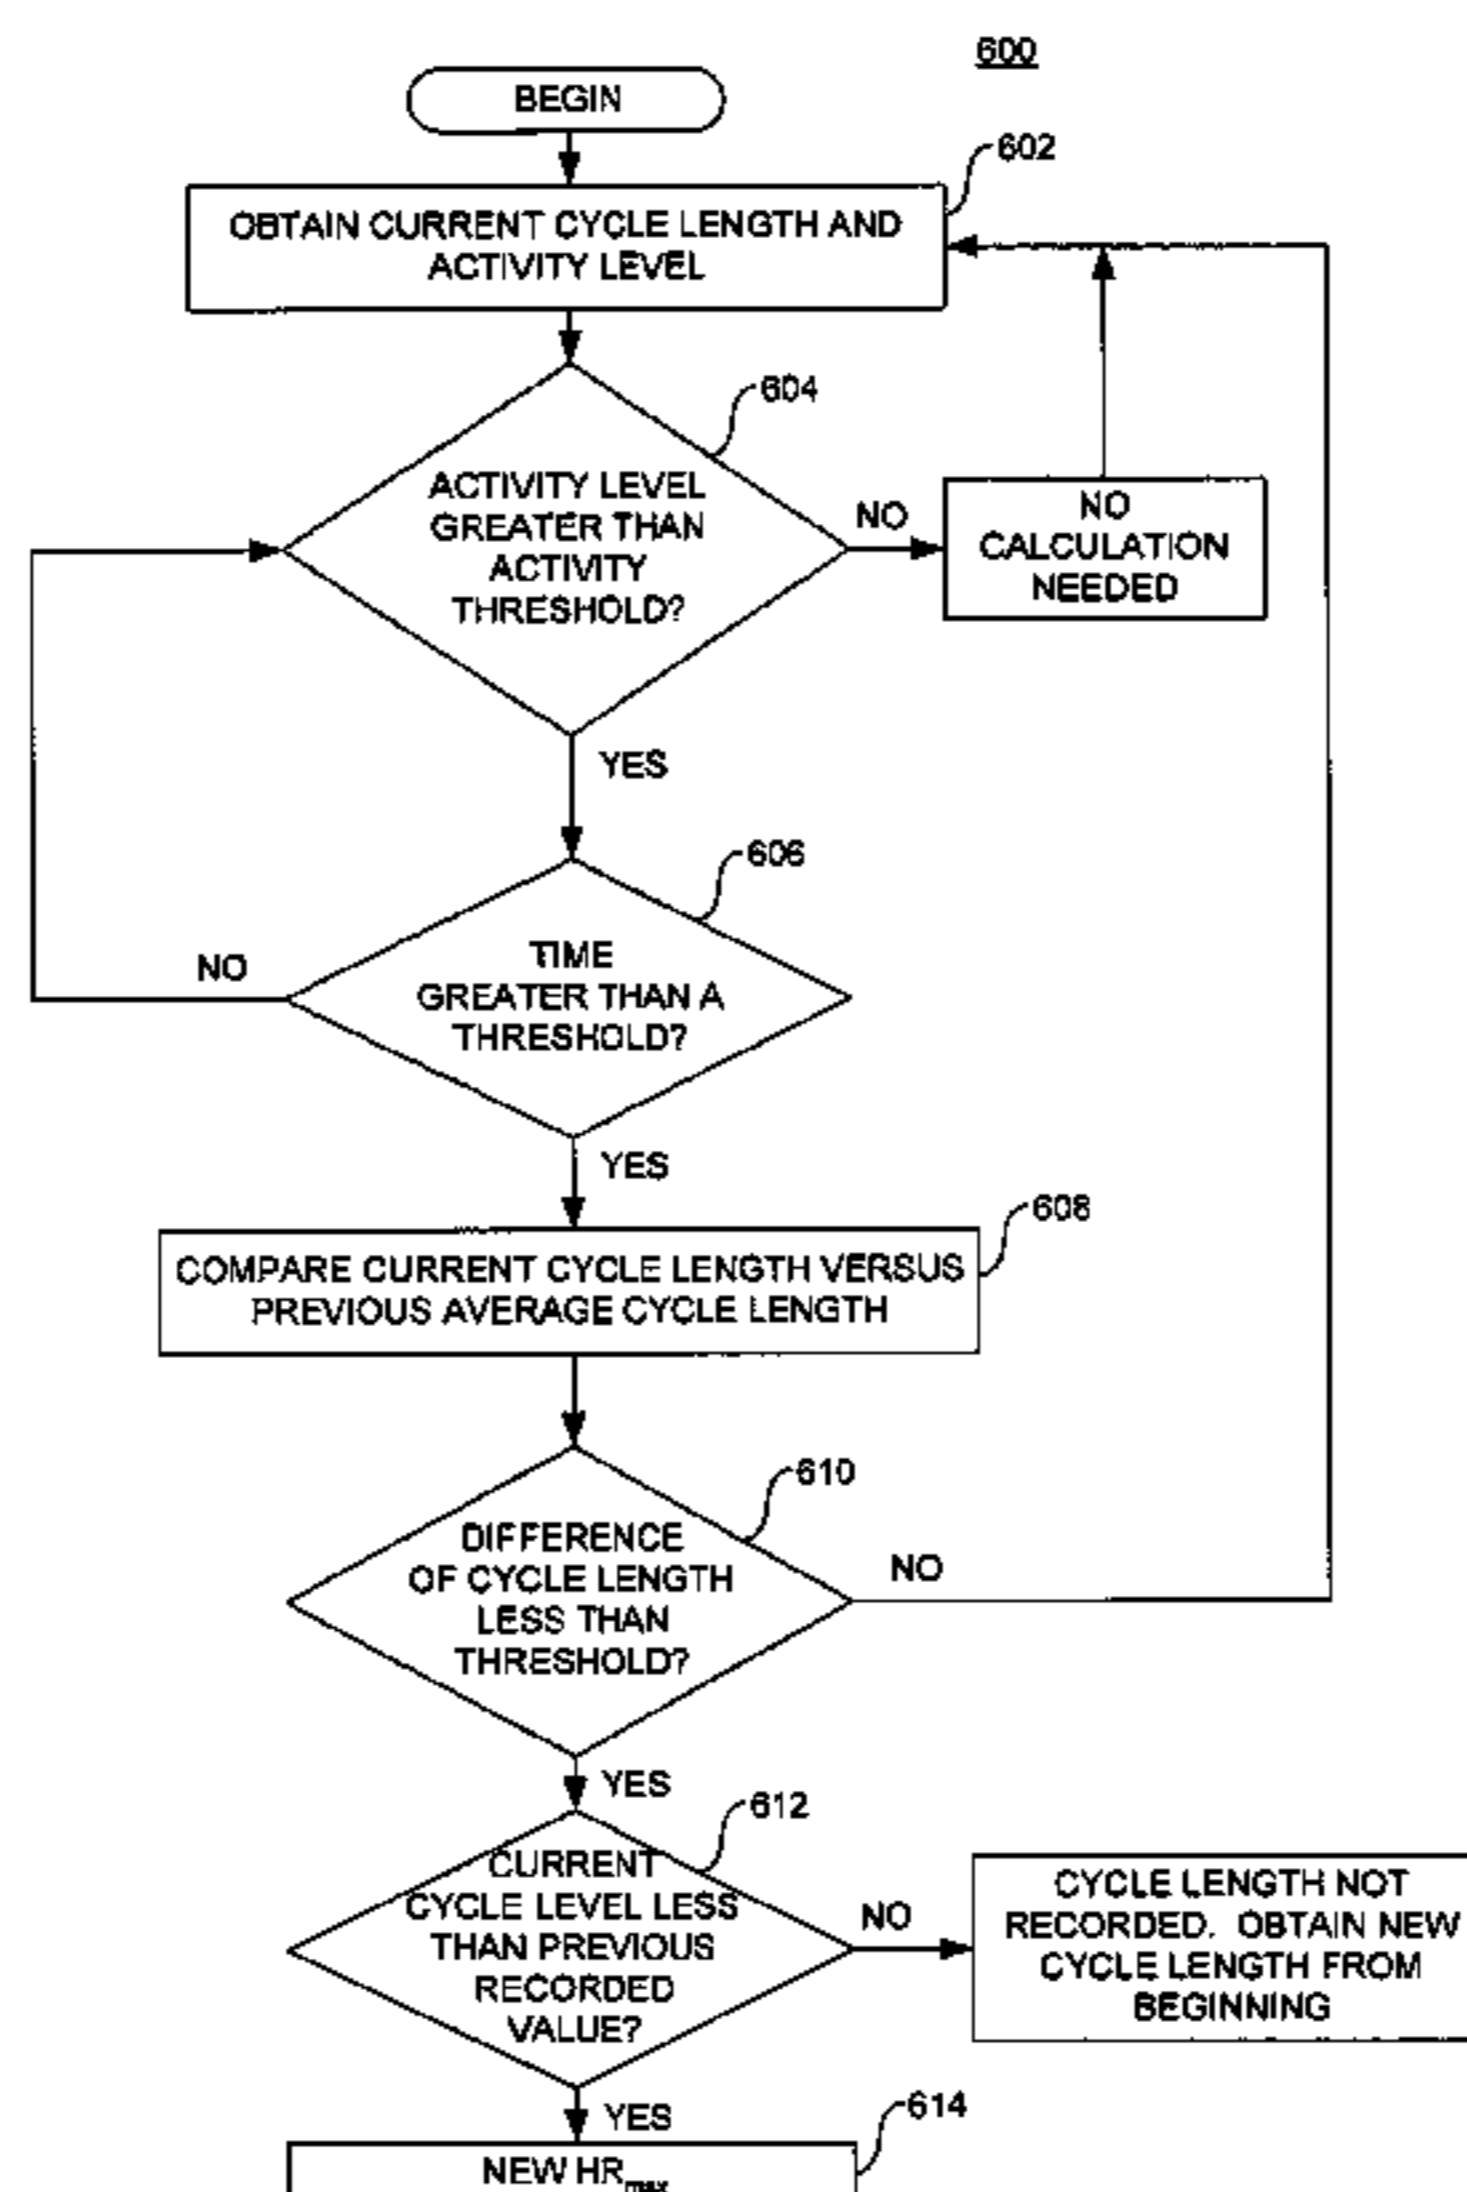 600
BEGIN
602
OBTAIN CURRENT CYCLE LENGTH AND
ACTIVITY LEVEL
604
ACTIVITY LEVEL
GREATER THAN
ACTIVITY
THRESHOLD?
NO
NO
CALCULATION
NEEDED
YES
606
TIME
GREATER THAN A
THRESHOLD?
NO
YES
608
COMPARE CURRENT CYCLE LENGTH VERSUS
PREVIOUS AVERAGE CYCLE LENGTH
610
DIFFERENCE
OF CYCLE LENGTH
LESS THAN
THRESHOLD?
NO
YES
612
CURRENT
CYCLE LEVEL LESS
THAN PREVIOUS
RECORDED
VALUE?
NO
CYCLE LENGTH NOT
RECORDED. OBTAIN NEW
CYCLE LENGTH FROM
BEGINNING
YES
614
NEW HRmax